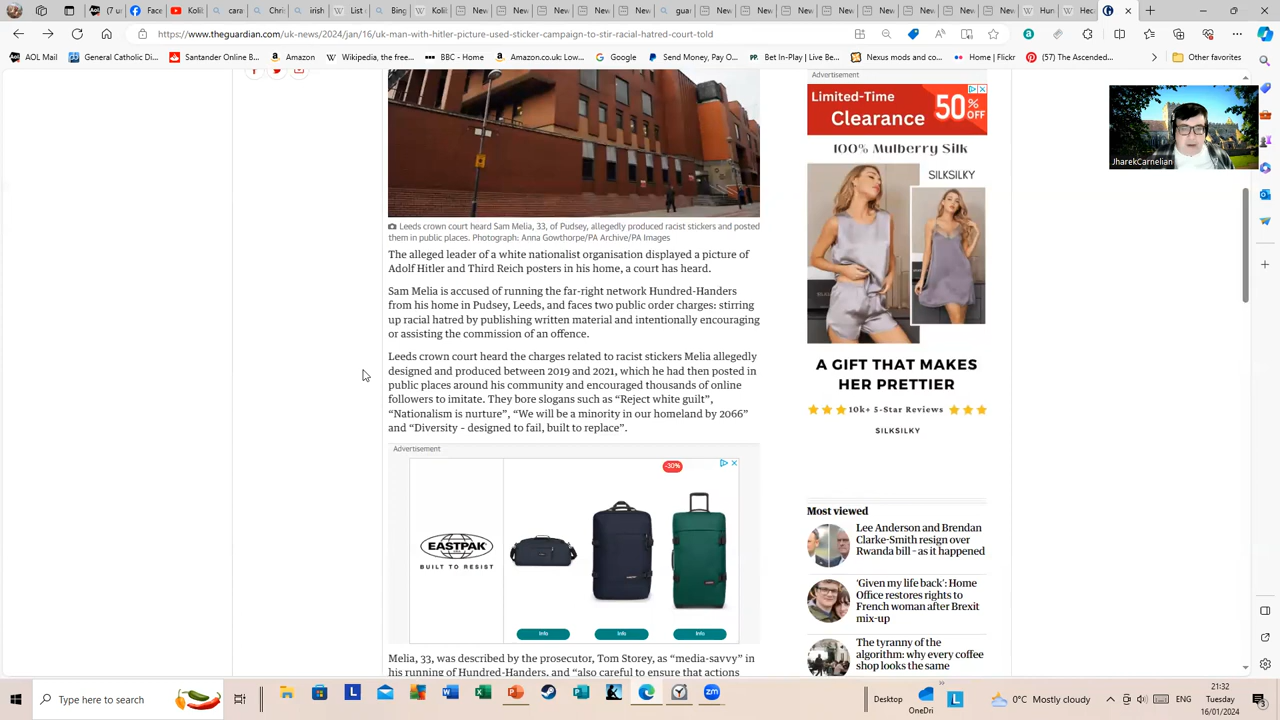 7 u
Face
car
Chri
irish
List
Meli
gua
W
Hun
Hec
https://www.theguardian.com/uk-news/2024/jan/16/uk-man-with-hitler-picture-used-sticker-campaign-to-stir-racial-hatred-court-told
AOL Mail
General Catholic Di...
Santander Online B...
Amazon
Wikipedia, the free...
BBC - Home
Amazon.co.uk: Low...
Google
Send Money, Pay O...
Bet In-Play | Live Be...
Nexus mods and co...
Home | Flickr
(57) The Ascended...
Other favorites
Leeds crown court heard Sam Melia, 33, of Pudsey, allegedly produced racist stickers and posted
them in public places. Photograph: Anna Gowthorpe/PA Archive/PA Images
The alleged leader of a white nationalist organisation displayed a picture of
Adolf Hitler and Third Reich posters in his home, a court has heard.
Sam Melia is accused of running the far-right network Hundred-Handers
from his home in Pudsey, Leeds, and faces two public order charges: stirring
up racial hatred by publishing written material and intentionally encouraging
or assisting the commission of an offence.
Leeds crown court heard the charges related to racist stickers Melia allegedly
designed and produced between 2019 and 2021, which he had then posted in
public places around his community and encouraged thousands of online
followers to imitate. They bore slogans such as “Reject white guilt”,
“Nationalism is nurture”, “We will be a minority in our homeland by 2066”
and “Diversity – designed to fail, built to replace”.
Advertisement
-30%
EASTPAK
BUILT TO RESIST
Info
Info
Info
Melia, 33, was described by the prosecutor, Tom Storey, as “media-savvy” in
his running of Hundred-Handers, and “also careful to ensure that actions
Advertisement
Limited-Time
Clearance
50%
OFF
100% Mulberry Silk
SILKSILKY
A GIFT THAT MAKES
HER PRETTIER
10k+ 5-Star Reviews
SILKSILKY
Most viewed
Lee Anderson and Brendan
Clarke-Smith resign over
Rwanda bill – as it happened
‘Given my life back’: Home
Office restores rights to
French woman after Brexit
mix-up
The tyranny of the
algorithm: why every coffee
shop looks the same
JharekCarnelian
Type here to search
Desktop
OneDri
0°C Mostly cloudy
ENG
21:32
Tuesday
16/01/2024